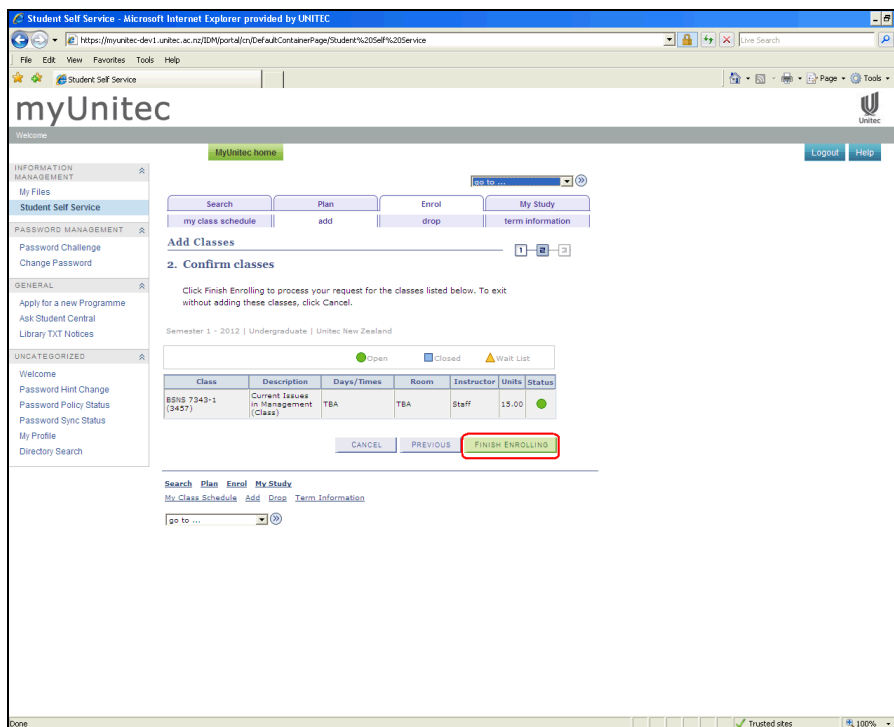 Student Self Service - Microsoft Internet Explorer provided by UNITEC
https://myunitec-dev1.unitec.ac.nz/IDM/portal/cn/DefaultContainerPage/Student%20Self%20Service
Live Search
File Edit View Favorites Tools Help
Student Self Service
Page Tools
myUnitec
Unitec
Welcome
MyUnitec home
Logout Help
INFORMATION MANAGEMENT
My Files
Student Self Service
PASSWORD MANAGEMENT
Password Challenge
Change Password
GENERAL
Apply for a new Programme
Ask Student Central
Library TXT Notices
UNCATEGORIZED
Welcome
Password Hint Change
Password Policy Status
Password Sync Status
My Profile
Directory Search
go to ...
Search Plan Enrol My Study
my class schedule add drop term information
Add Classes
1 2 3
2. Confirm classes
Click Finish Enrolling to process your request for the classes listed below. To exit
without adding these classes, click Cancel.
Semester 1 - 2012 | Undergraduate | Unitec New Zealand
Open Closed Wait List
Class Description Days/Times Room Instructor Units Status
BSNS 7343-1 (3457) Current Issues in Management (Class) TBA TBA Staff 15.00
CANCEL PREVIOUS FINISH ENROLLING
Search Plan Enrol My Study
My Class Schedule Add Drop Term Information
go to ...
Done
Trusted sites 100%